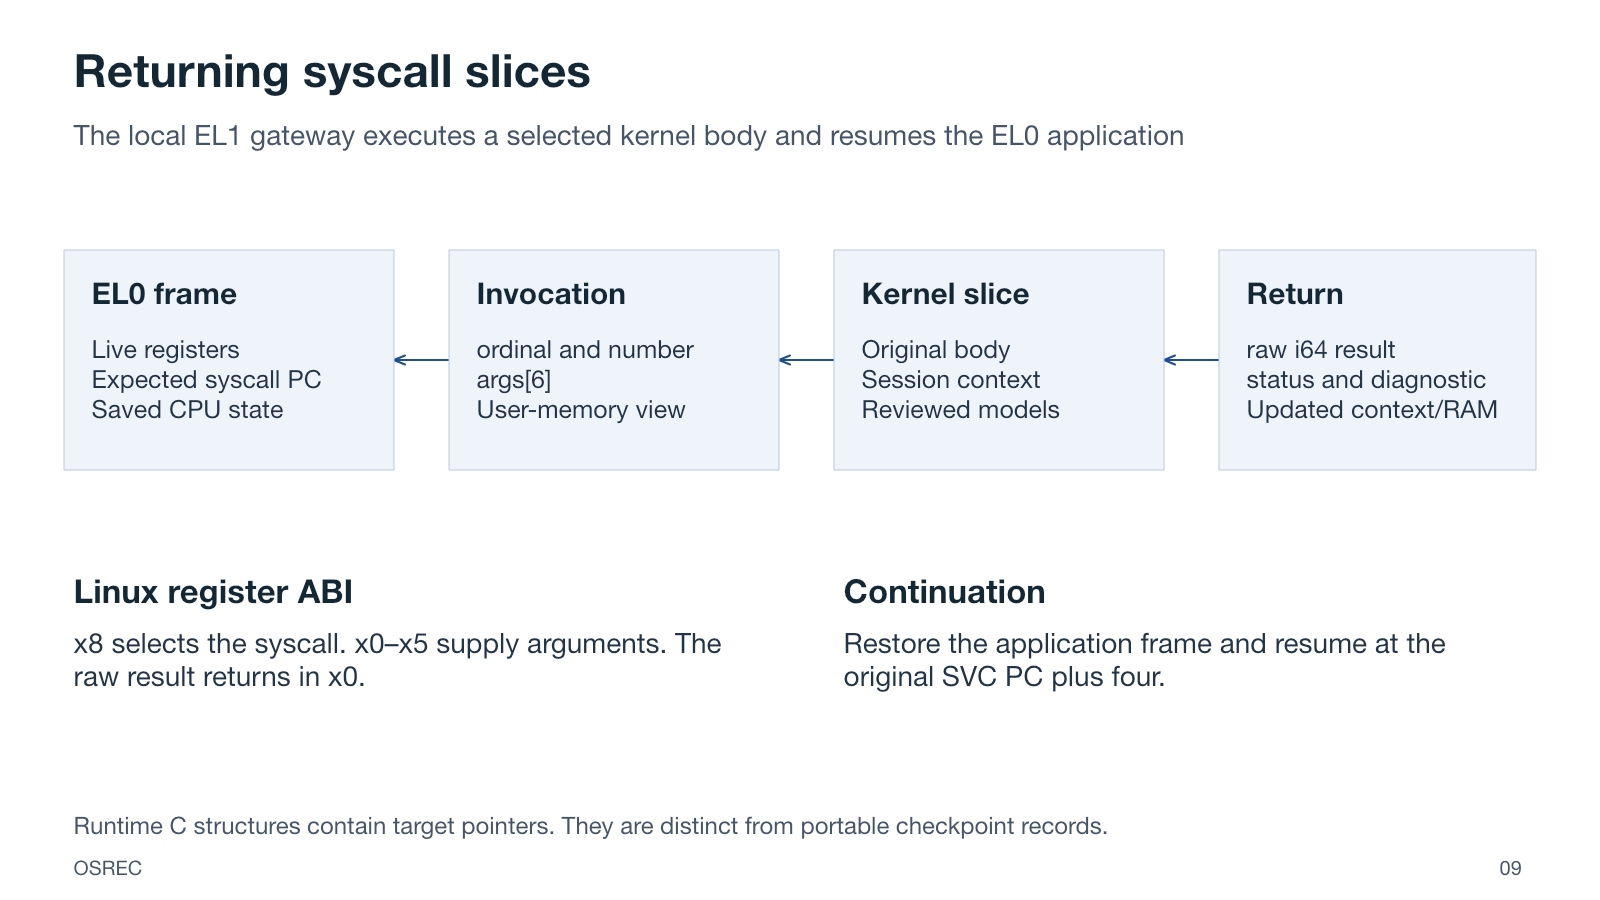 Returning syscall slices
The local EL1 gateway executes a selected kernel body and resumes the EL0 application
EL0 frame
Live registers
Expected syscall PC
Saved CPU state
Invocation
ordinal and number
args[6]
User-memory view
Kernel slice
Original body
Session context
Reviewed models
Return
raw i64 result
status and diagnostic
Updated context/RAM
Linux register ABI
x8 selects the syscall. x0–x5 supply arguments. The
raw result returns in x0.
Continuation
Restore the application frame and resume at the
original SVC PC plus four.
Runtime C structures contain target pointers. They are distinct from portable checkpoint records.
OSREC
09